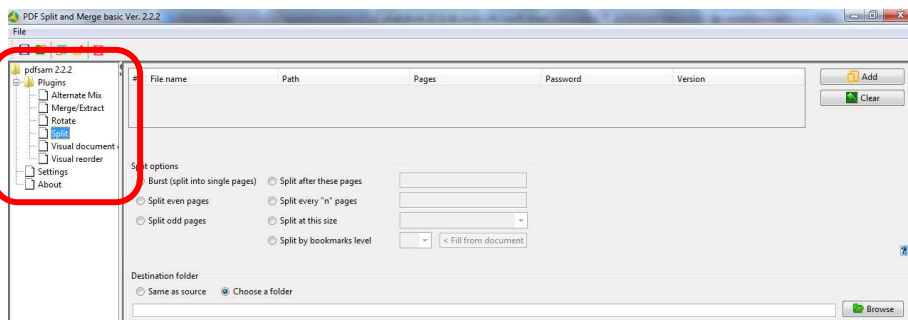 PDF Split and Merge basic Ver. 2.2.2
File
pdfsam 2.2.2
Plugins
Alternate Mix
Merge/Extract
Rotate
Split
Visual document
Visual reorder
Settings
About
# File name Path Pages Password Version
Add
Clear
Split options
Burst (split into single pages) Split after these pages
Split even pages Split every "n" pages
Split odd pages Split at this size
Split by bookmarks level < Fill from document
?
Destination folder
Same as source Choose a folder
Browse